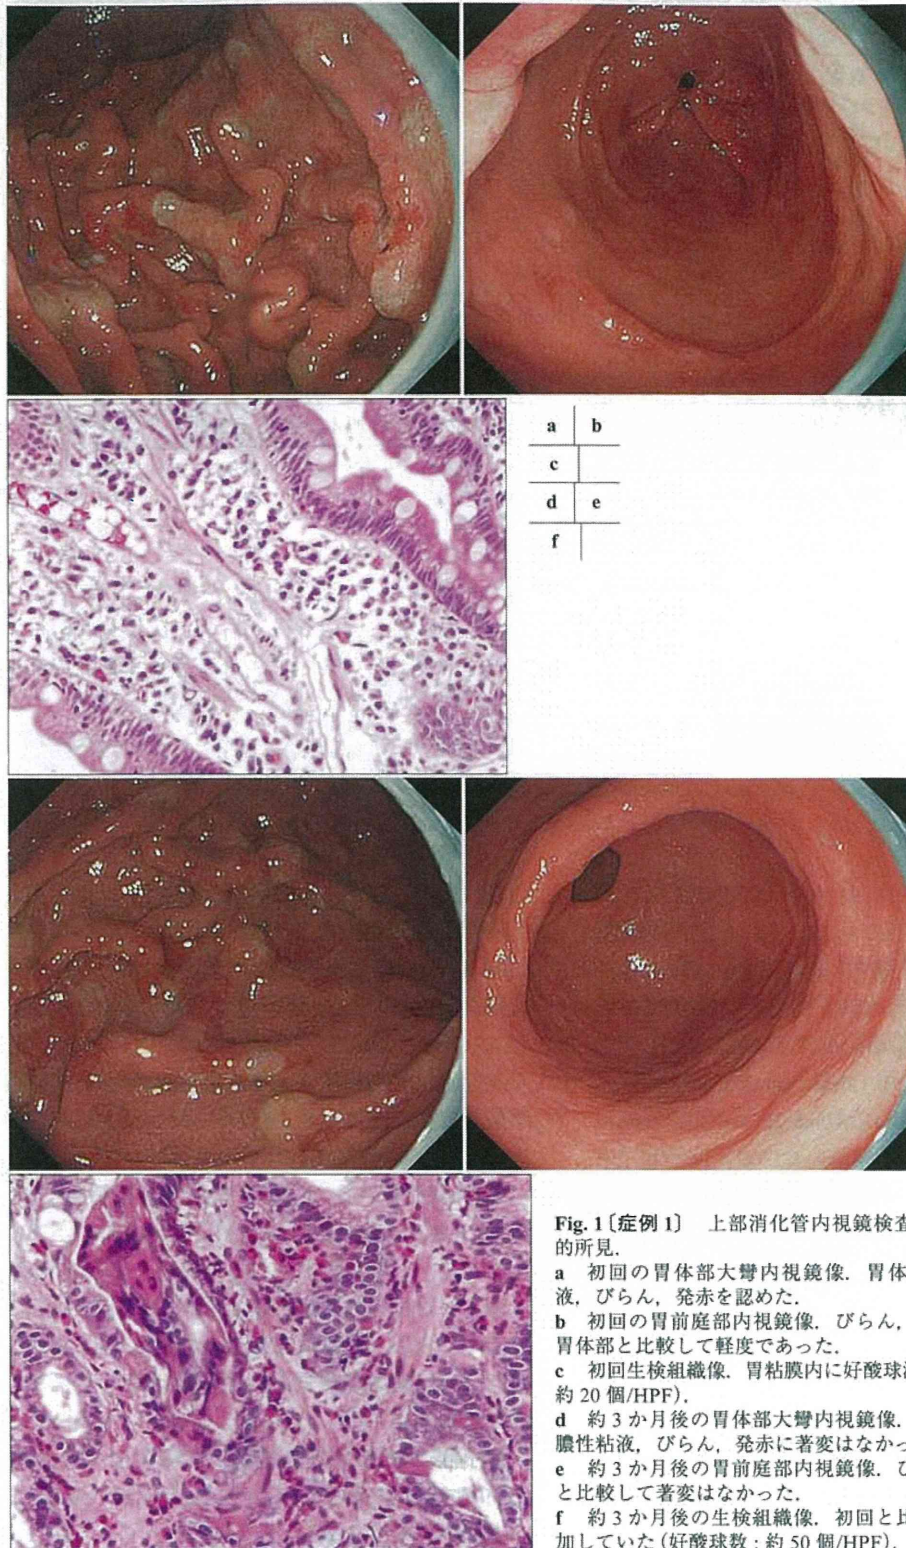 a b
c
d e
f
Fig. 1〔症例 1〕 上部消化管内視鏡検査
的所見.
a 初回の胃体部大彎内視鏡像. 胃体
液, びらん, 発赤を認めた.
b 初回の胃前庭部内視鏡像. びらん,
胃体部と比較して軽度であった.
c 初回生検組織像. 胃粘膜内に好酸球
約 20 個/HPF).
d 約 3 か月後の胃体部大彎内視鏡像.
膿性粘液, びらん, 発赤に著変はなかっ
e 約 3 か月後の胃前庭部内視鏡像. び
と比較して著変はなかった.
f 約 3 か月後の生検組織像. 初回と比
加していた(好酸球数:約 50 個/HPF).